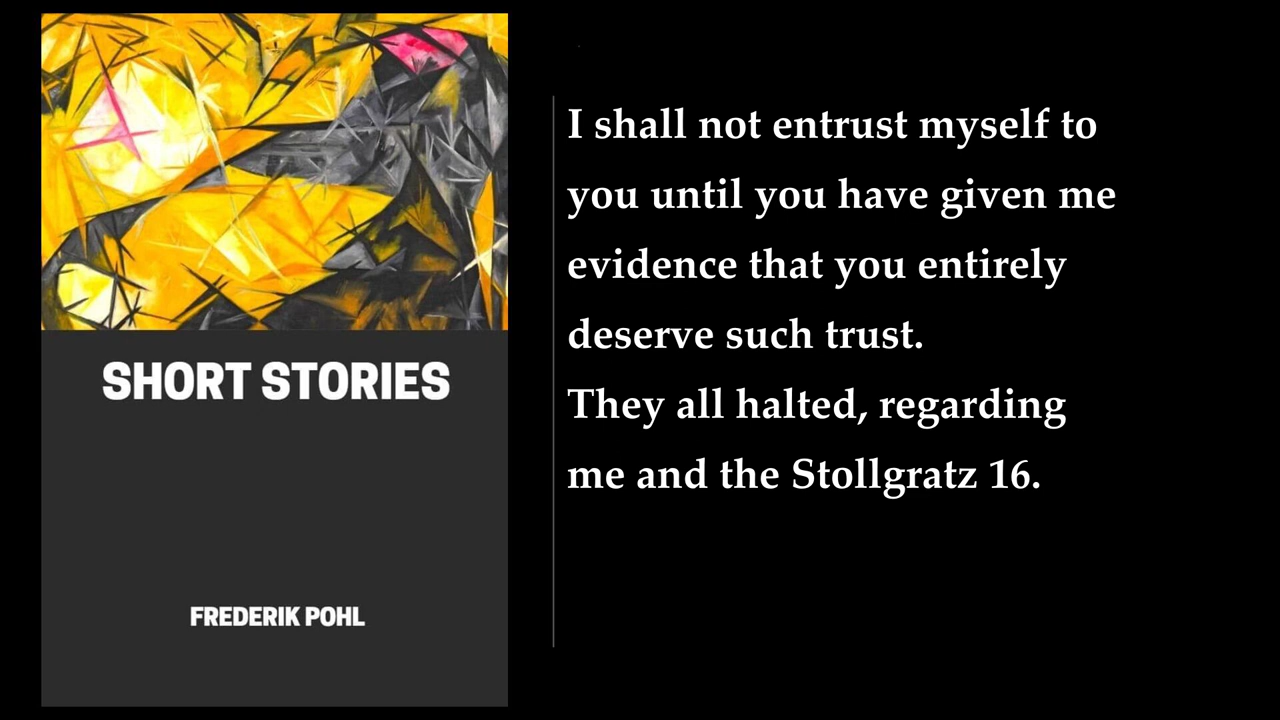 SHORT STORIES
FREDERIK POHL
I shall not entrust myself to
you until you have given me
evidence that you entirely
deserve such trust.
They all halted, regarding
me and the Stollgratz 16.